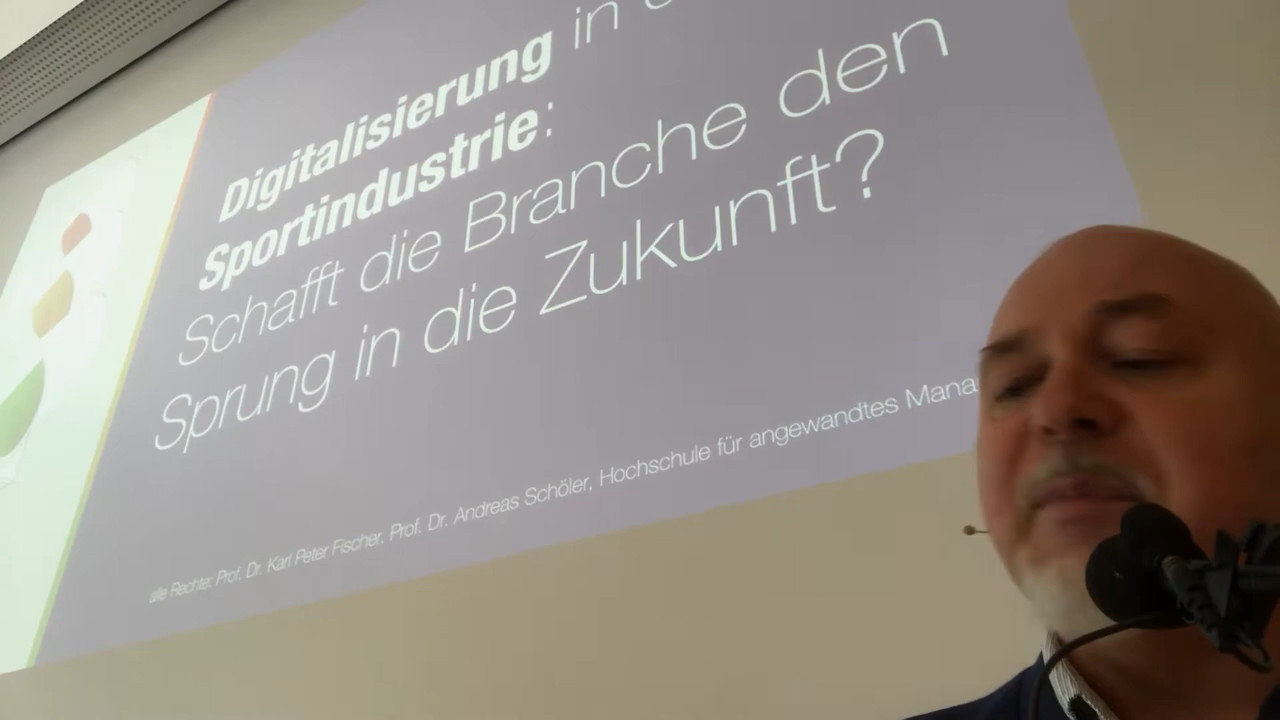 Digitalisierung in
Sportindustrie:
Schafft die Branche den
Sprung in die Zukunft?
alle Rechte: Prof. Dr. Karl Peter Fischer, Prof. Dr. Andreas Schöler, Hochschule für angewandtes Mana